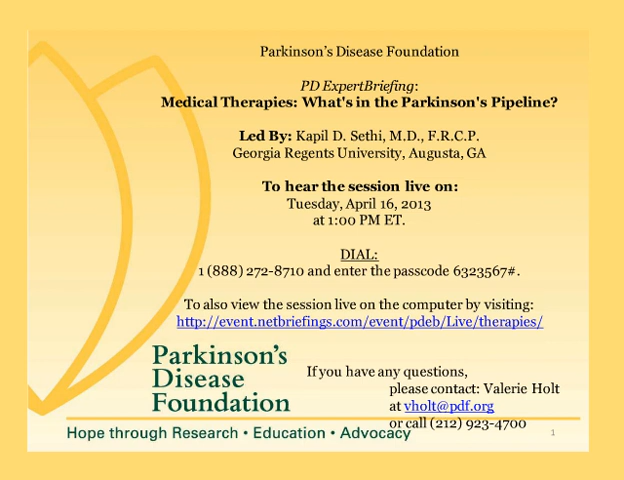 Parkinson’s Disease Foundation
PD ExpertBriefing:
Medical Therapies: What's in the Parkinson's Pipeline?
Led By: Kapil D. Sethi, M.D., F.R.C.P.
Georgia Regents University, Augusta, GA
To hear the session live on:
Tuesday, April 16, 2013
at 1:00 PM ET.
DIAL:
1 (888) 272-8710 and enter the passcode 6323567#.
To also view the session live on the computer by visiting:
http://event.netbriefings.com/event/pdeb/Live/therapies/
Parkinson’s
Disease
Foundation
If you have any questions,
please contact: Valerie Holt
at vholt@pdf.org
or call (212) 923-4700
Hope through Research • Education • Advocacy
1